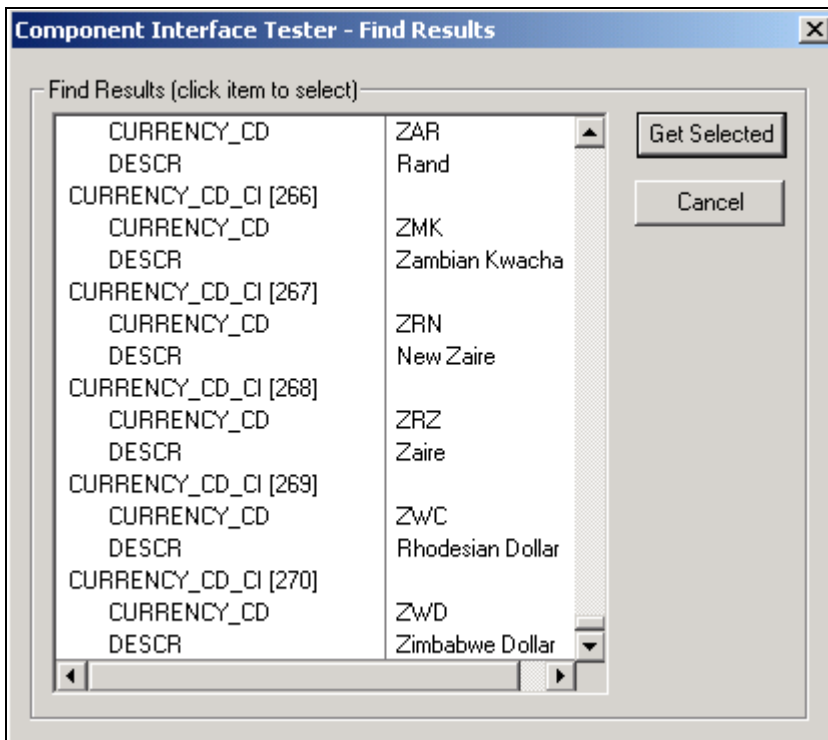 Component Interface Tester - Find Results
Find Results (click item to select)
CURRENCY_CD ZAR
DESCR Rand
CURRENCY_CD_CI [266]
CURRENCY_CD ZMK
DESCR Zambian Kwacha
CURRENCY_CD_CI [267]
CURRENCY_CD ZRN
DESCR New Zaire
CURRENCY_CD_CI [268]
CURRENCY_CD ZRZ
DESCR Zaire
CURRENCY_CD_CI [269]
CURRENCY_CD ZWC
DESCR Rhodesian Dollar
CURRENCY_CD_CI [270]
CURRENCY_CD ZWD
DESCR Zimbabwe Dollar
Get Selected
Cancel